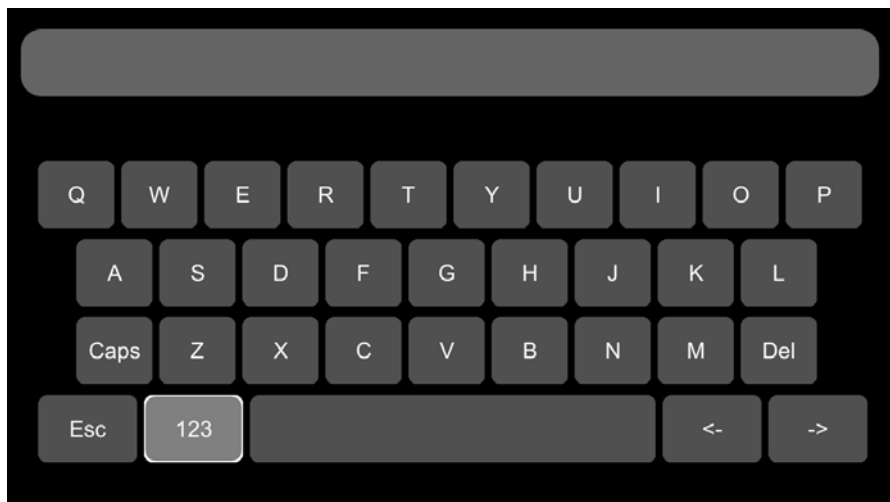 Q W E R T Y U I O P
A S D F G H J K L
Caps Z X C V B N M Del
Esc 123 <- ->